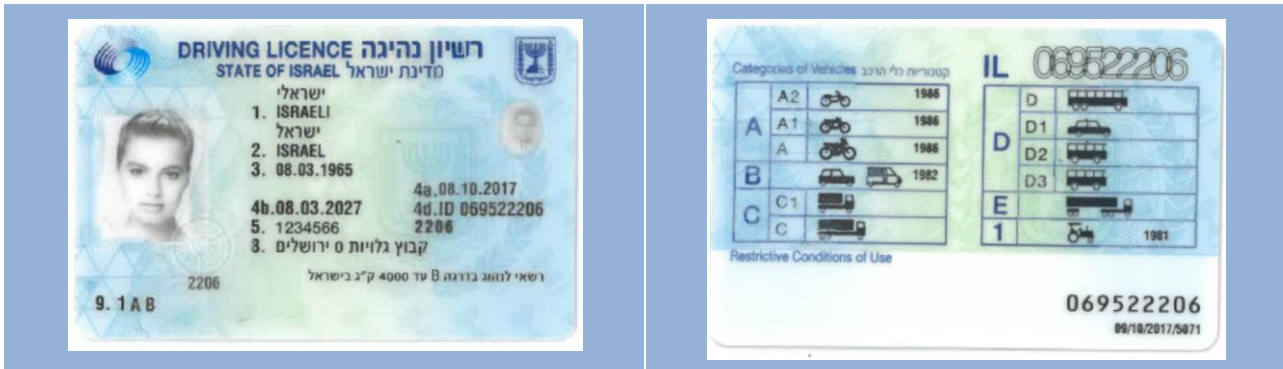 DRIVING LICENCE רשיון נהיגה
STATE OF ISRAEL מדינת ישראל
ישראלי
1. ISRAELI
ישראל
2. ISRAEL
3. 08.03.1965
4a.08.10.2017
4b.08.03.2027 4d.ID 069522206
5. 1234566 2206
8. קבוץ גלויות 0 ירושלים
2206
רשאי לנהוג בדרגה B עד 4000 ק"ג בישראל
9. 1 A B
Categories of Vehicles קטגוריות כלי הרכב
A
A2 1986
A1 1986
A 1986
B 1982
C
C1
C
Restrictive Conditions of Use
IL 069522206
D
D
D1
D2
D3
E
1 1981
069522206
09/10/2017/5071